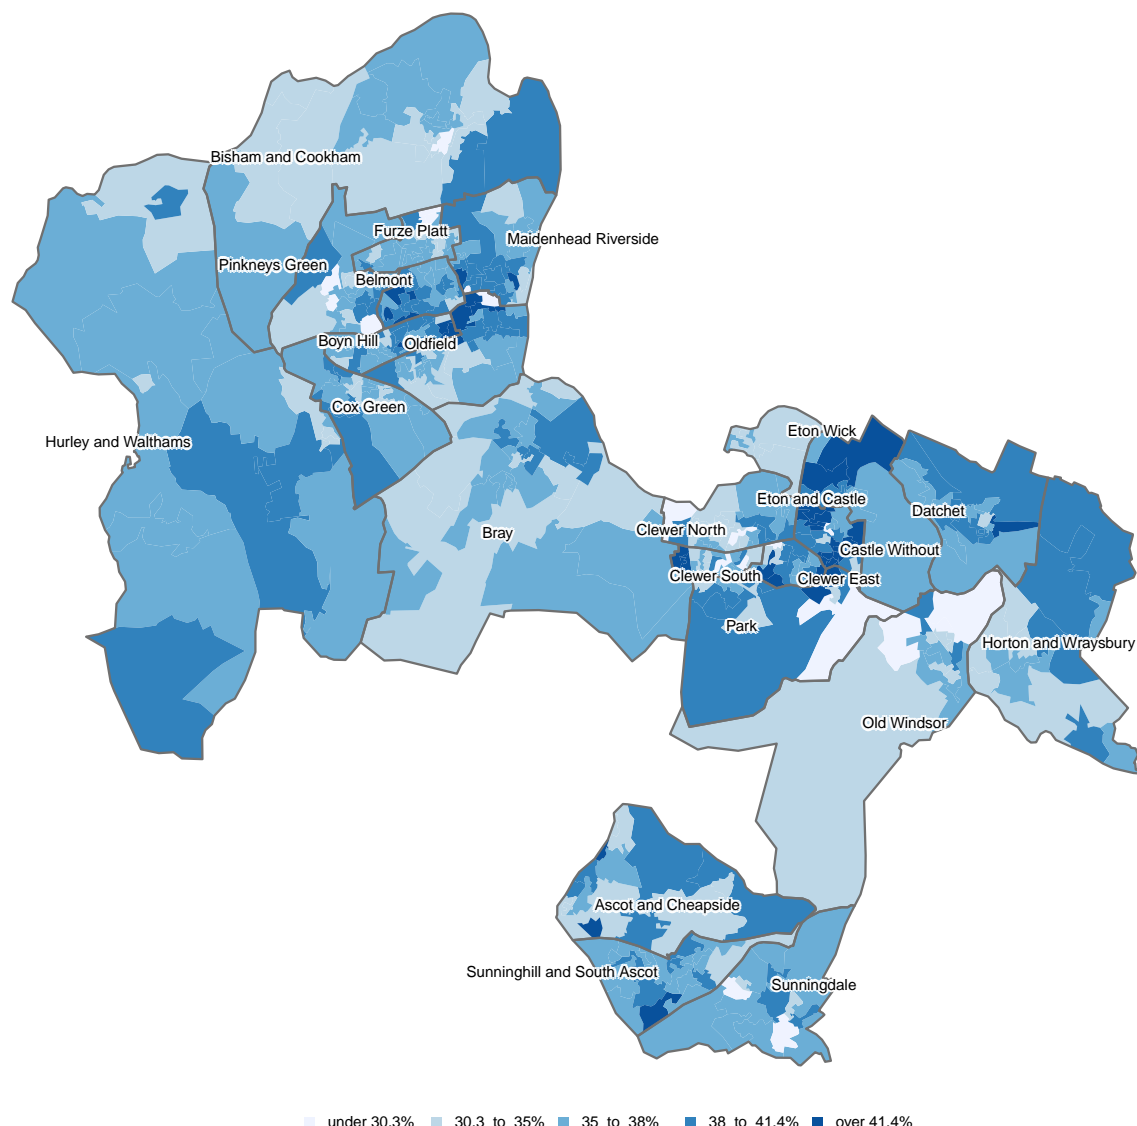 Bisham and Cookham
Furze Platt
Maidenhead Riverside
Pinkneys Green
Belmont
Boyn Hill
Oldfield
Cox Green
Hurley and Walthams
Eton Wick
Eton and Castle
Datchet
Bray
Clewer North
Castle Without
Clewer South
Clewer East
Park
Horton and Wraysbury
Old Windsor
Ascot and Cheapside
Sunninghill and South Ascot
Sunningdale
under 30.3% 30.3 to 35% 35 to 38% 38 to 41.4% over 41.4%